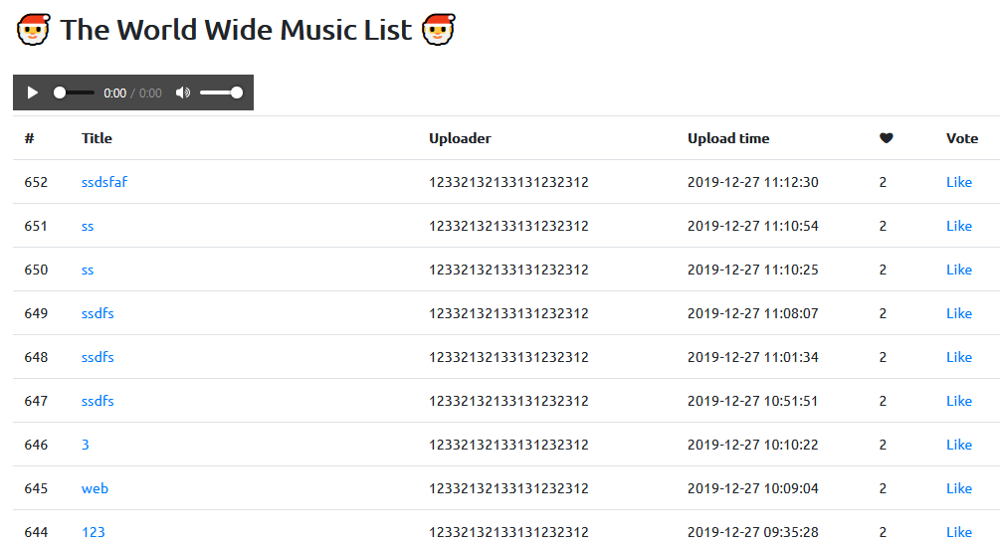 🎅 The World Wide Music List 🎅
0:00 / 0:00
# Title Uploader Upload time ♥ Vote
652 ssdsfaf 12332132133131232312 2019-12-27 11:12:30 2 Like
651 ss 12332132133131232312 2019-12-27 11:10:54 2 Like
650 ss 12332132133131232312 2019-12-27 11:10:25 2 Like
649 ssdfs 12332132133131232312 2019-12-27 11:08:07 2 Like
648 ssdfs 12332132133131232312 2019-12-27 11:01:34 2 Like
647 ssdfs 12332132133131232312 2019-12-27 10:51:51 2 Like
646 3 12332132133131232312 2019-12-27 10:10:22 2 Like
645 web 12332132133131232312 2019-12-27 10:09:04 2 Like
644 123 12332132133131232312 2019-12-27 09:35:28 2 Like